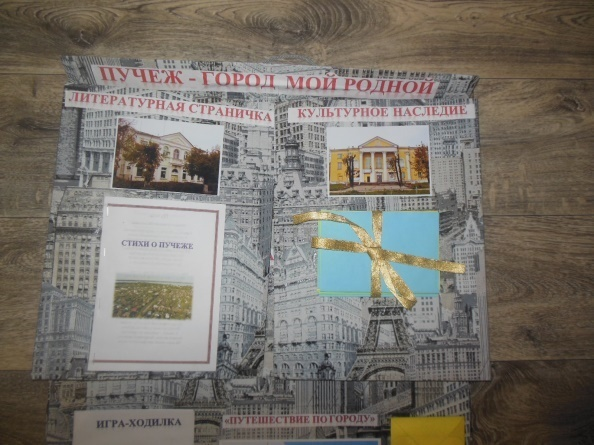 ПУЧЕЖ - ГОРОД МОЙ РОДНОЙ
ЛИТЕРАТУРНАЯ СТРАНИЧКА
КУЛЬТУРНОЕ НАСЛЕДИЕ
СТИХИ О ПУЧЕЖЕ
ИГРА-ХОДИЛКА
«ПУТЕШЕСТВИЕ ПО ГОРОДУ»